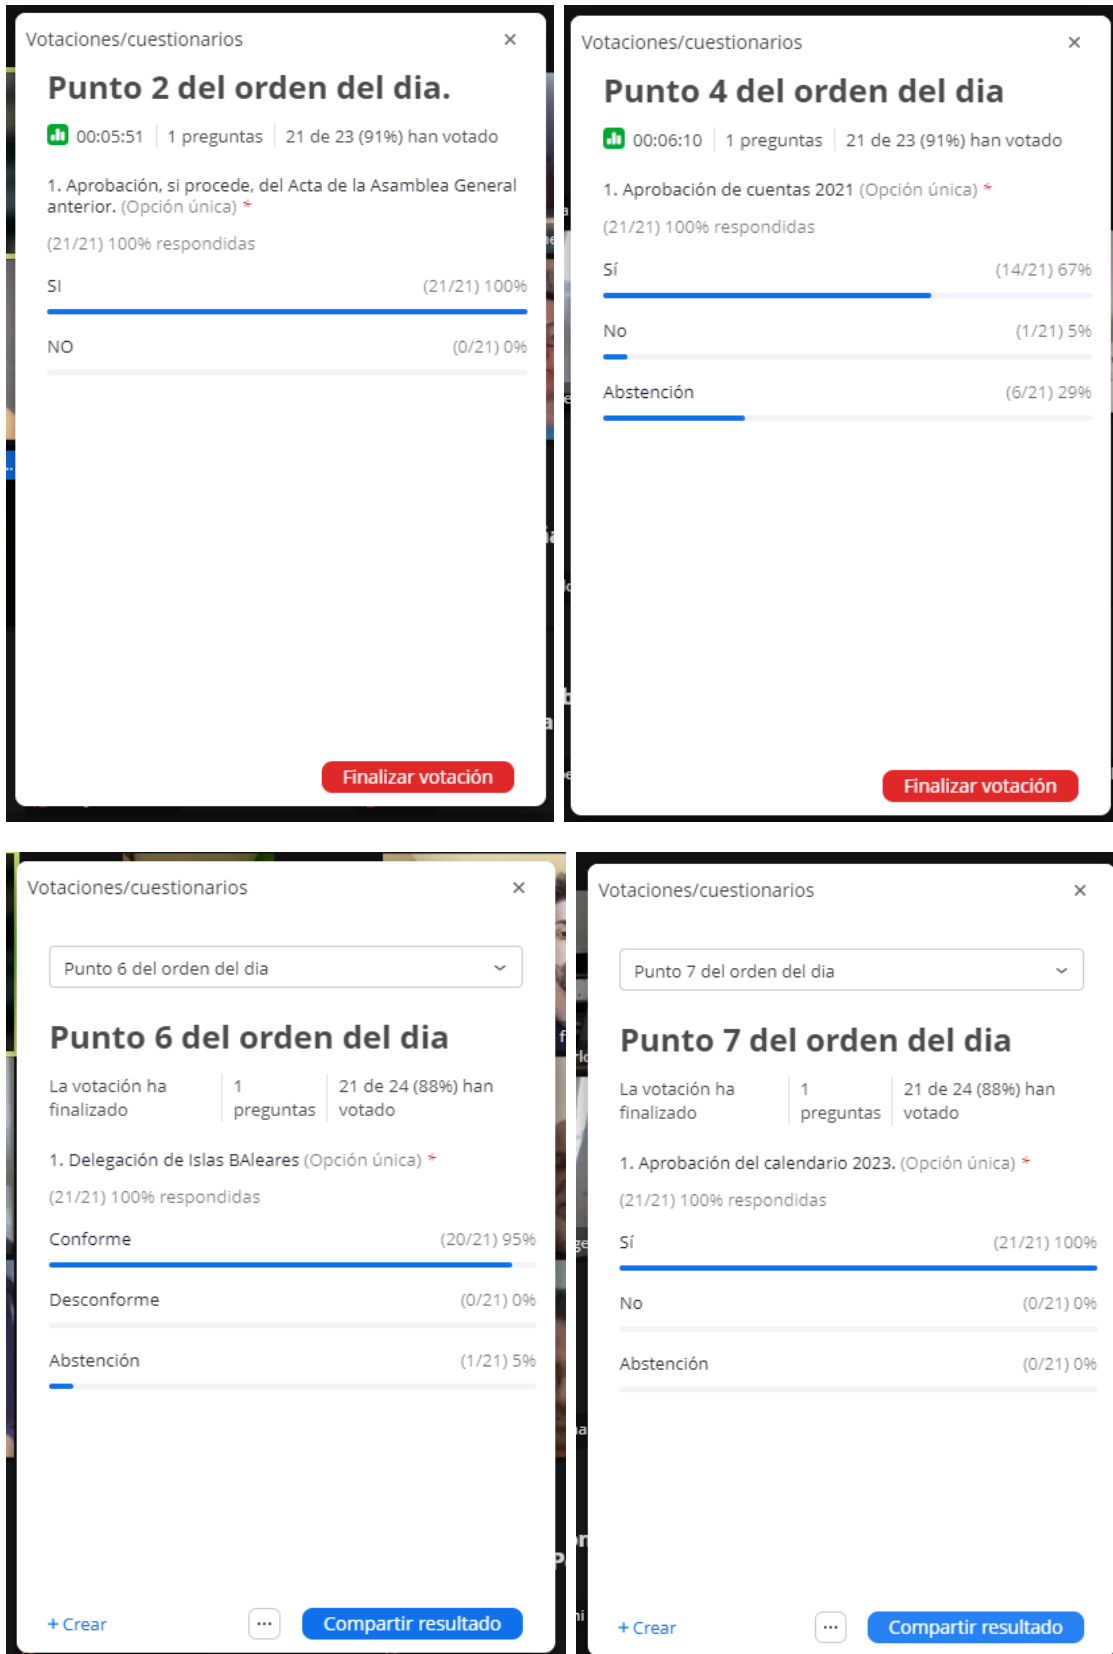 Votaciones/cuestionarios ×
Punto 2 del orden del dia.
00:05:51 1 preguntas 21 de 23 (91%) han votado
1. Aprobación, si procede, del Acta de la Asamblea General
anterior. (Opción única) *
(21/21) 100% respondidas
SI (21/21) 100%
NO (0/21) 0%
Finalizar votación
Votaciones/cuestionarios ×
Punto 4 del orden del dia
00:06:10 1 preguntas 21 de 23 (91%) han votado
1. Aprobación de cuentas 2021 (Opción única) *
(21/21) 100% respondidas
Sí (14/21) 67%
No (1/21) 5%
Abstención (6/21) 29%
Finalizar votación
Votaciones/cuestionarios ×
Punto 6 del orden del dia
Punto 6 del orden del dia
La votación ha finalizado
1 preguntas
21 de 24 (88%) han votado
1. Delegación de Islas BAleares (Opción única) *
(21/21) 100% respondidas
Conforme (20/21) 95%
Desconforme (0/21) 0%
Abstención (1/21) 5%
+ Crear ... Compartir resultado
Votaciones/cuestionarios ×
Punto 7 del orden del dia
Punto 7 del orden del dia
La votación ha finalizado
1 preguntas
21 de 24 (88%) han votado
1. Aprobación del calendario 2023. (Opción única) *
(21/21) 100% respondidas
Sí (21/21) 100%
No (0/21) 0%
Abstención (0/21) 0%
+ Crear ... Compartir resultado